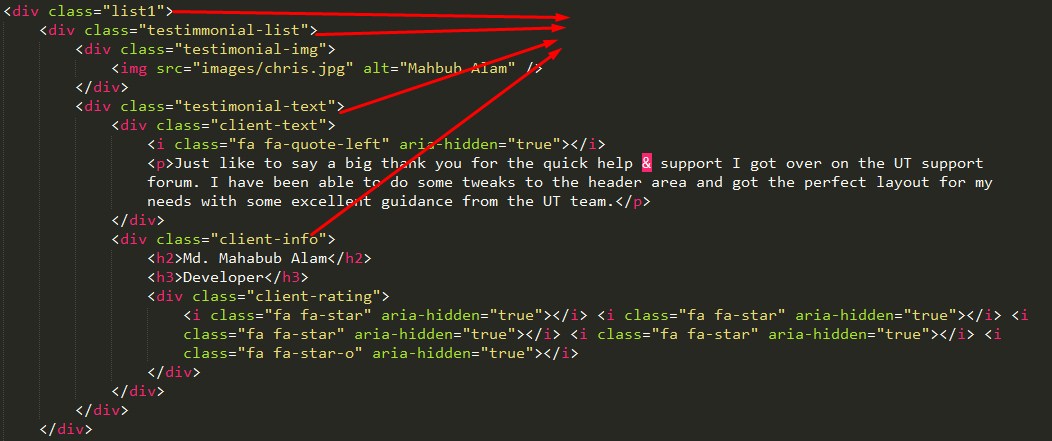 <div class="list1">
<div class="testimmonial-list">
<div class="testimonial-img">
<img src="images/chris.jpg" alt="Mahbub Alam" />
</div>
<div class="testimonial-text">
<div class="client-text">
<i class="fa fa-quote-left" aria-hidden="true"></i>
<p>Just like to say a big thank you for the quick help & support I got over on the UT support
forum. I have been able to do some tweaks to the header area and got the perfect layout for my
needs with some excellent guidance from the UT team.</p>
</div>
<div class="client-info">
<h2>Md. Mahabub Alam</h2>
<h3>Developer</h3>
<div class="client-rating">
<i class="fa fa-star" aria-hidden="true"></i> <i class="fa fa-star" aria-hidden="true"></i> <i
class="fa fa-star" aria-hidden="true"></i> <i class="fa fa-star" aria-hidden="true"></i> <i
class="fa fa-star-o" aria-hidden="true"></i>
</div>
</div>
</div>
</div>